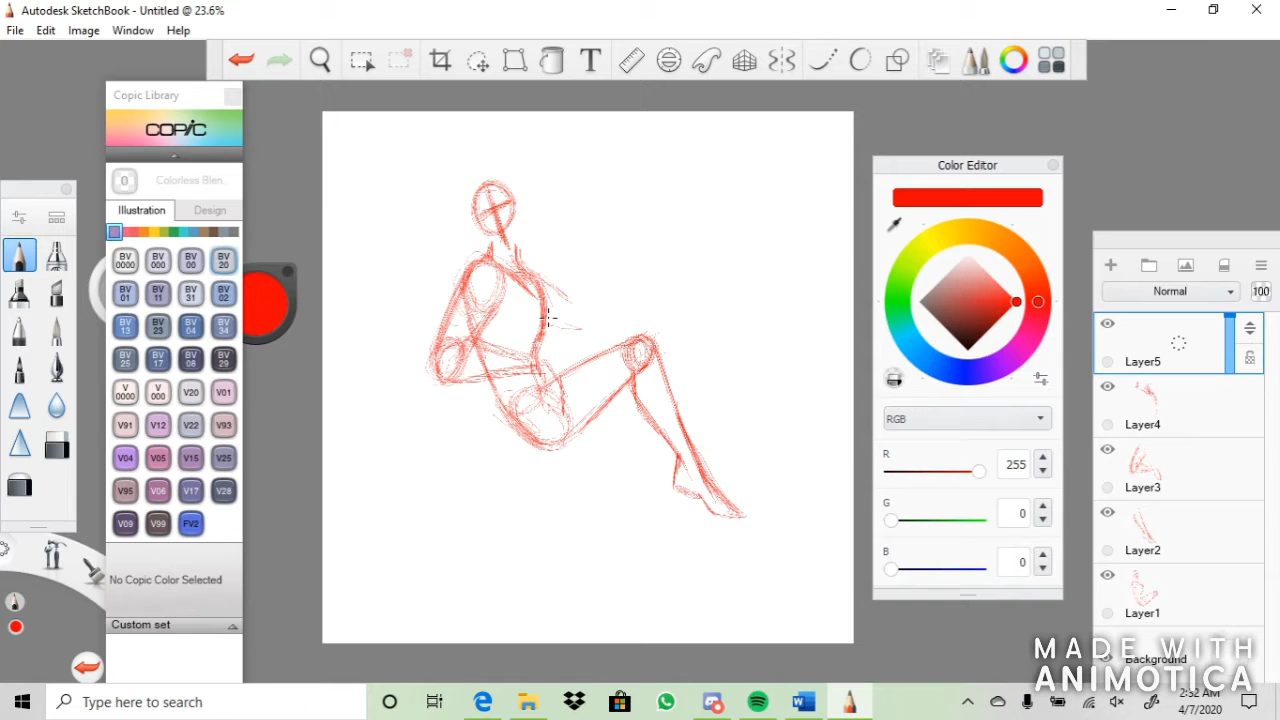 Autodesk SketchBook - Untitled @ 23.6%
File Edit Image Window Help
T
Copic Library
COPIC
0 Colorless Blen.
Illustration Design
BV 0000 BV 000 BV 00 BV 20
BV 01 BV 11 BV 31 BV 02
BV 13 BV 23 BV 04 BV 34
BV 25 BV 17 BV 08 BV 29
V 0000 V 000 V20 V01
V91 V12 V22 V93
V04 V05 V15 V25
V95 V06 V17 V28
V09 V99 FV2
No Copic Color Selected
Custom set
Color Editor
RGB
R 255
G 0
B 0
Normal 100
Layer5
Layer4
Layer3
Layer2
Layer1
Background
MADE WITH
ANIMOTICA
Type here to search
2:52 AM
4/7/2020